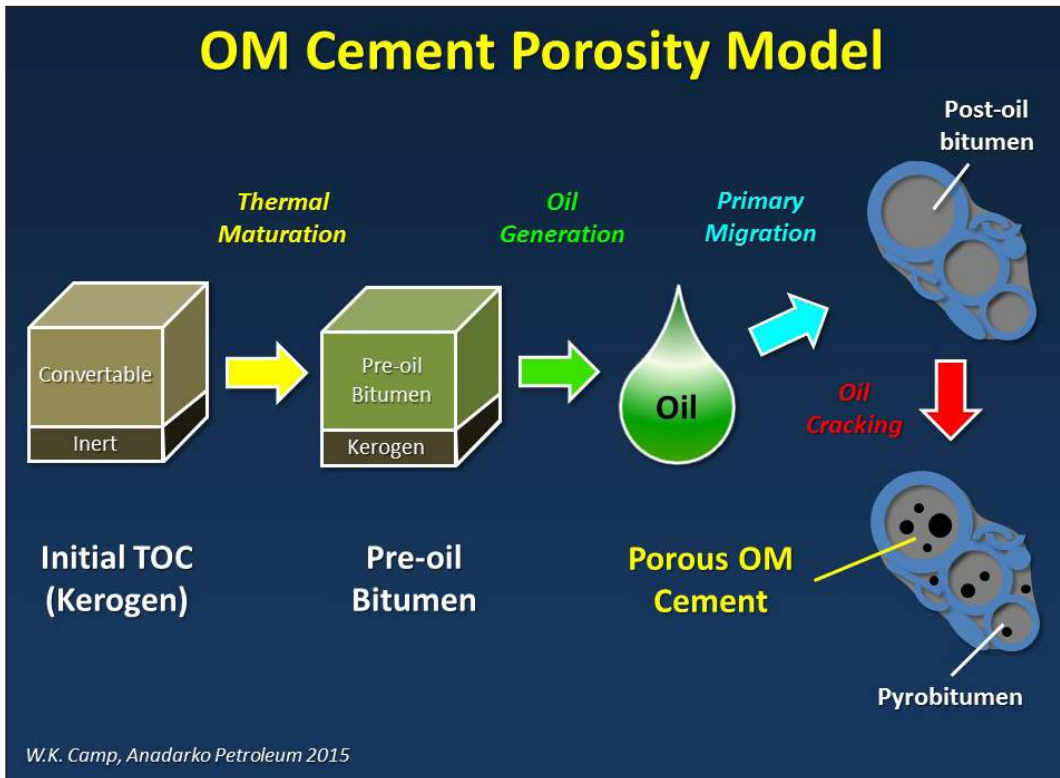 OM Cement Porosity Model
Post-oil
bitumen
Thermal
Maturation
Oil
Generation
Primary
Migration
Convertable
Inert
Pre-oil
Bitumen
Kerogen
Oil
Oil
Cracking
Initial TOC
(Kerogen)
Pre-oil
Bitumen
Porous OM
Cement
Pyrobitumen
W.K. Camp, Anadarko Petroleum 2015